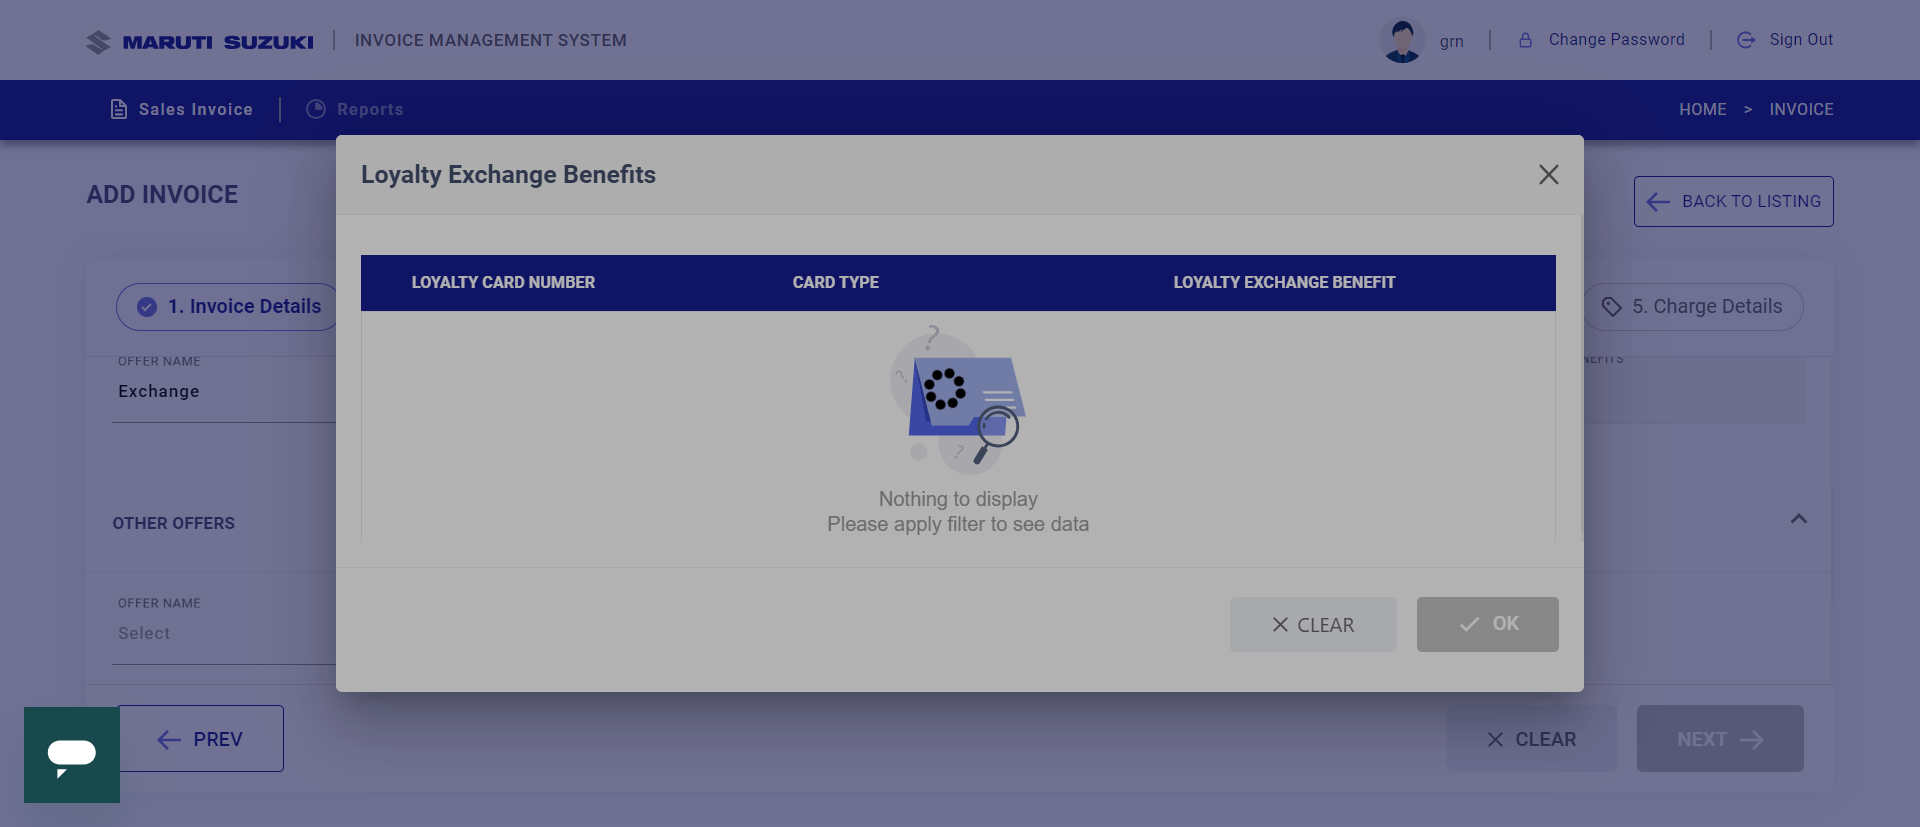 MARUTI SUZUKI
INVOICE MANAGEMENT SYSTEM
grn
Change Password
Sign Out
Sales Invoice
Reports
HOME > INVOICE
ADD INVOICE
BACK TO LISTING
Loyalty Exchange Benefits
1. Invoice Details
5. Charge Details
LOYALTY CARD NUMBER
CARD TYPE
LOYALTY EXCHANGE BENEFIT
OFFER NAME
Exchange
Nothing to display
Please apply filter to see data
OTHER OFFERS
OFFER NAME
Select
CLEAR
OK
PREV
CLEAR
NEXT